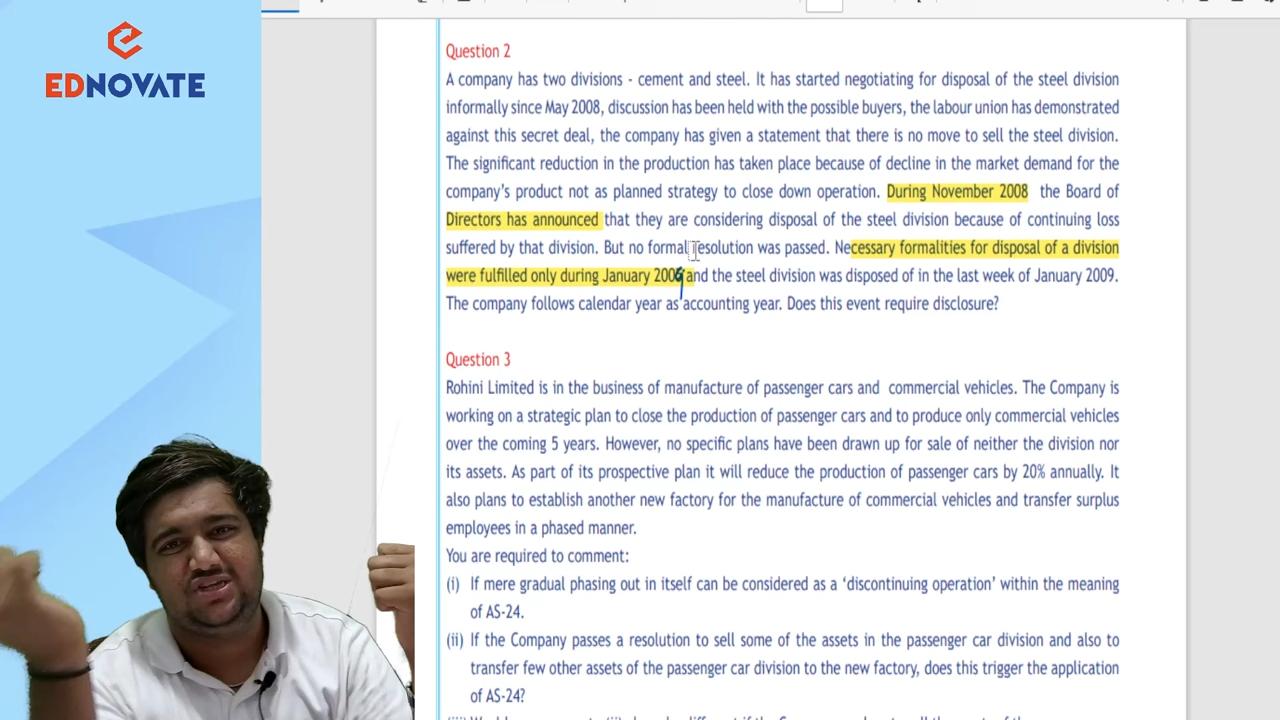 EDNOVATE
Question 2
A company has two divisions - cement and steel. It has started negotiating for disposal of the steel division
informally since May 2008, discussion has been held with the possible buyers, the labour union has demonstrated
against this secret deal, the company has given a statement that there is no move to sell the steel division.
The significant reduction in the production has taken place because of decline in the market demand for the
company's product not as planned strategy to close down operation. During November 2008 the Board of
Directors has announced that they are considering disposal of the steel division because of continuing loss
suffered by that division. But no formal resolution was passed. Necessary formalities for disposal of a division
were fulfilled only during January 2009 and the steel division was disposed of in the last week of January 2009.
The company follows calendar year as accounting year. Does this event require disclosure?
Question 3
Rohini Limited is in the business of manufacture of passenger cars and commercial vehicles. The Company is
working on a strategic plan to close the production of passenger cars and to produce only commercial vehicles
over the coming 5 years. However, no specific plans have been drawn up for sale of neither the division nor
its assets. As part of its prospective plan it will reduce the production of passenger cars by 20% annually. It
also plans to establish another new factory for the manufacture of commercial vehicles and transfer surplus
employees in a phased manner.
You are required to comment:
(i) If mere gradual phasing out in itself can be considered as a 'discontinuing operation' within the meaning
of AS-24.
(ii) If the Company passes a resolution to sell some of the assets in the passenger car division and also to
transfer few other assets of the passenger car division to the new factory, does this trigger the application
of AS-24?